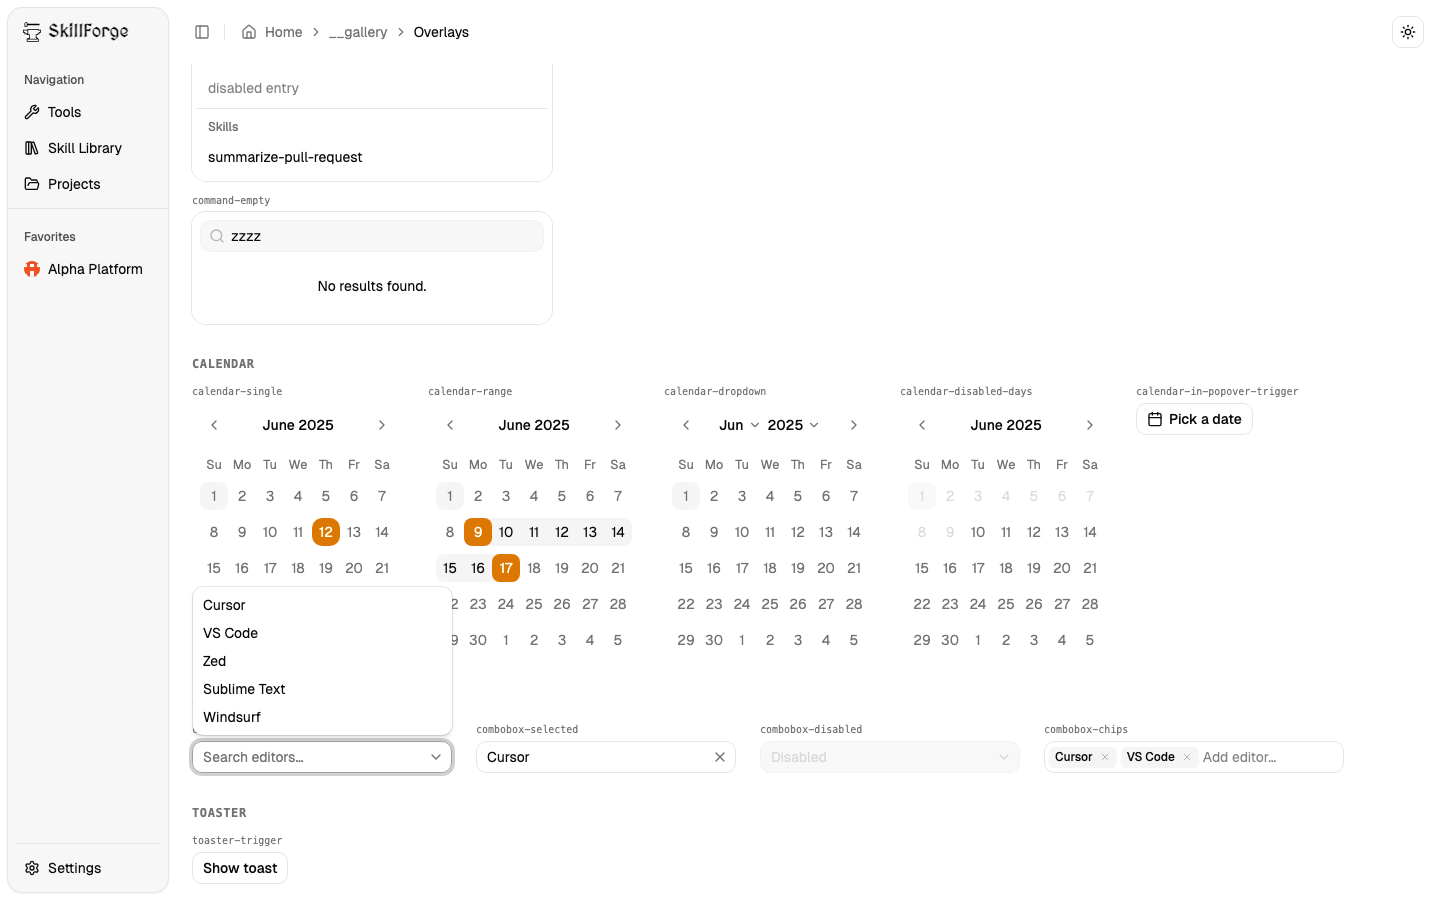 SkillForge
Home
__gallery
Overlays
Navigation
Tools
Skill Library
Projects
Favorites
Alpha Platform
Settings
disabled entry
Skills
summarize-pull-request
command-empty
zzzz
No results found.
CALENDAR
calendar-single
June 2025
Su Mo Tu We Th Fr Sa
1 2 3 4 5 6 7
8 9 10 11 12 13 14
15 16 17 18 19 20 21
calendar-range
June 2025
Su Mo Tu We Th Fr Sa
1 2 3 4 5 6 7
8 9 10 11 12 13 14
15 16 17 18 19 20 21
23 24 25 26 27 28
30 1 2 3 4 5
calendar-dropdown
Jun 2025
Su Mo Tu We Th Fr Sa
1 2 3 4 5 6 7
8 9 10 11 12 13 14
15 16 17 18 19 20 21
22 23 24 25 26 27 28
29 30 1 2 3 4 5
calendar-disabled-days
June 2025
Su Mo Tu We Th Fr Sa
1 2 3 4 5 6 7
8 9 10 11 12 13 14
15 16 17 18 19 20 21
22 23 24 25 26 27 28
29 30 1 2 3 4 5
calendar-in-popover-trigger
Pick a date
Cursor
VS Code
Zed
Sublime Text
Windsurf
Search editors…
combobox-selected
Cursor
combobox-disabled
Disabled
combobox-chips
Cursor VS Code Add editor…
TOASTER
toaster-trigger
Show toast